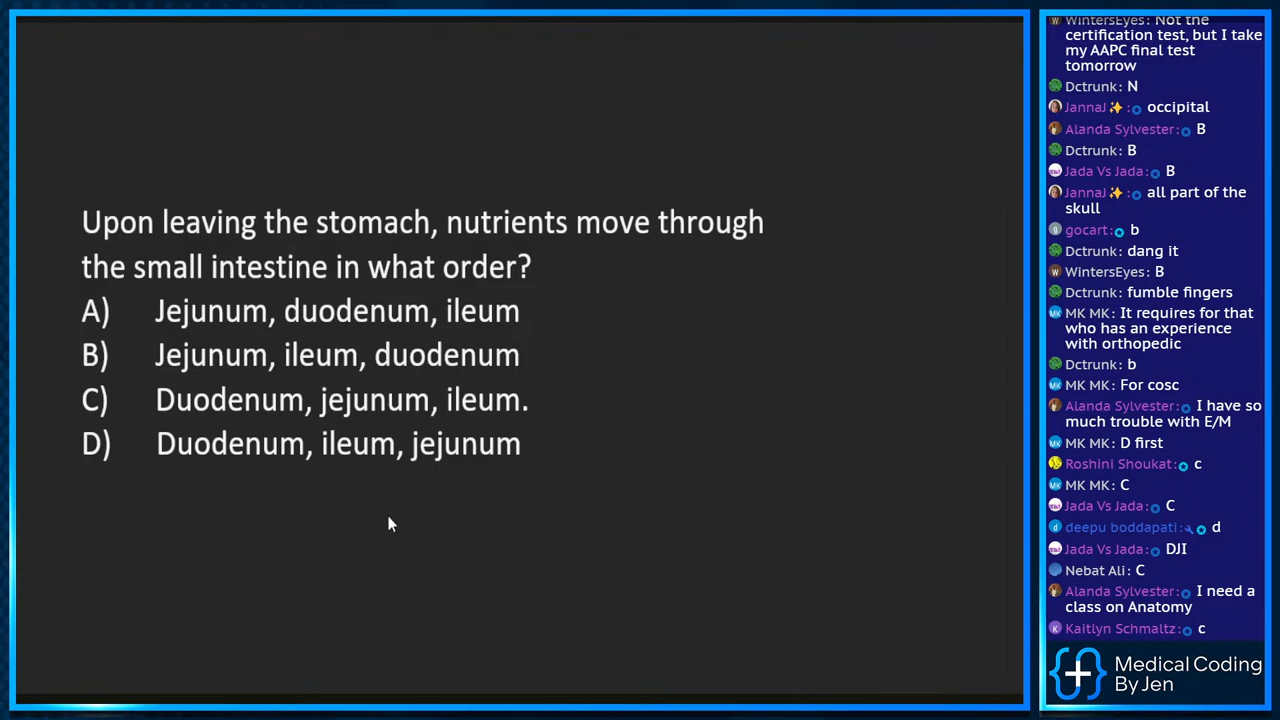 Upon leaving the stomach, nutrients move through
the small intestine in what order?
A) Jejunum, duodenum, ileum
B) Jejunum, ileum, duodenum
C) Duodenum, jejunum, ileum.
D) Duodenum, ileum, jejunum
WintersEyes: Not the
certification test, but I take
my AAPC final test
tomorrow
Dctrunk: N
JannaJ✨: occipital
Alanda Sylvester: B
Dctrunk: B
Jada Vs Jada: B
JannaJ✨: all part of the
skull
gocart: b
Dctrunk: dang it
WintersEyes: B
Dctrunk: fumble fingers
MK MK: It requires for that
who has an experience
with orthopedic
Dctrunk: b
MK MK: For cosc
Alanda Sylvester: I have so
much trouble with E/M
MK MK: D first
Roshini Shoukat: c
MK MK: C
Jada Vs Jada: C
deepu boddapati: d
Jada Vs Jada: DJI
Nebat Ali: C
Alanda Sylvester: I need a
class on Anatomy
Kaitlyn Schmaltz: c
Medical Coding
By Jen